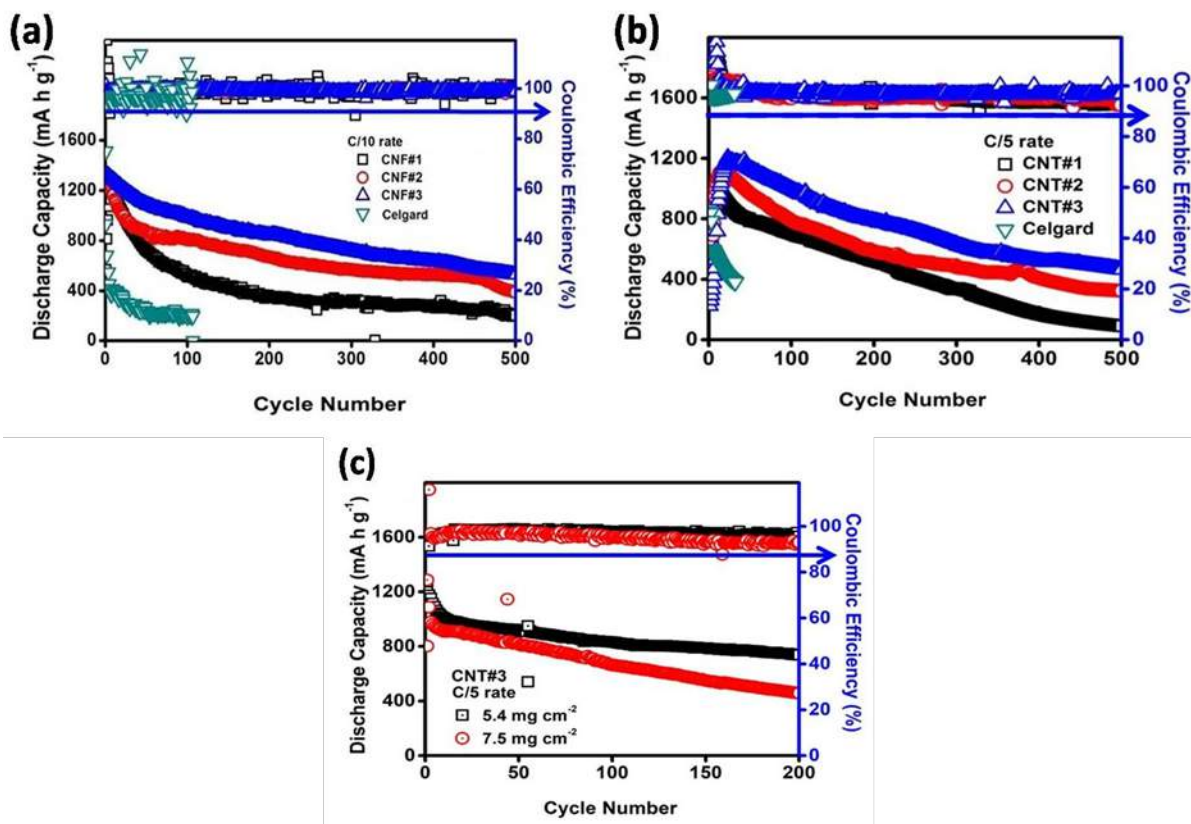 (a)
Discharge Capacity (mA h g-1)
1600
1200
800
400
0
C/10 rate
CNF#1
CNF#2
CNF#3
Celgard
100
80
60
40
20
0
Coulombic Efficiency (%)
0 100 200 300 400 500
Cycle Number
(b)
Discharge Capacity (mA h g-1)
1600
1200
800
400
0
C/5 rate
CNT#1
CNT#2
CNT#3
Celgard
100
80
60
40
20
0
Coulombic Efficiency (%)
0 100 200 300 400 500
Cycle Number
(c)
Discharge Capacity (mA h g-1)
1600
1200
800
400
0
CNT#3
C/5 rate
5.4 mg cm-2
7.5 mg cm-2
100
80
60
40
20
0
Coulombic Efficiency (%)
0 50 100 150 200
Cycle Number